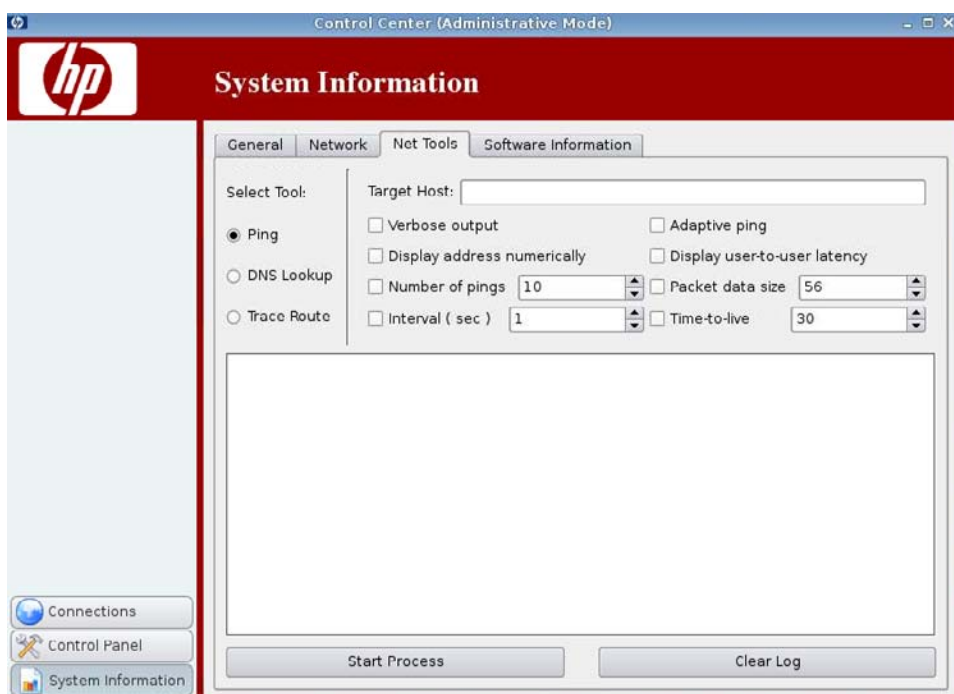 Control Center (Administrative Mode)
hp
System Information
General Network Net Tools Software Information
Select Tool:
Target Host:
Ping
Verbose output
Adaptive ping
Display address numerically
Display user-to-user latency
DNS Lookup
Number of pings 10
Packet data size 56
Trace Route
Interval ( sec ) 1
Time-to-live 30
Start Process
Clear Log
Connections
Control Panel
System Information